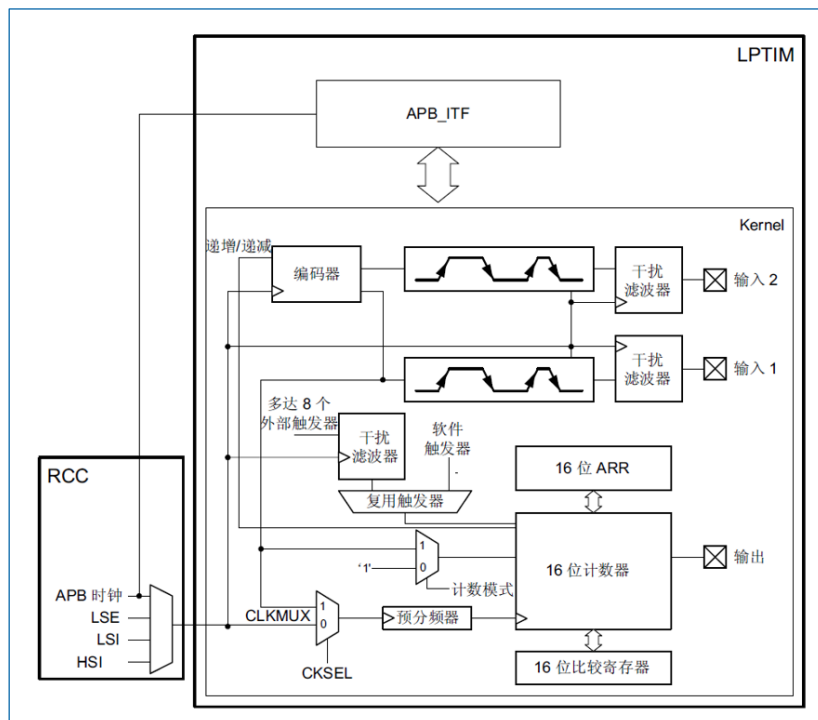 LPTIM
APB_ITF
Kernel
递增/递减
编码器
干扰
滤波器
输入 2
干扰
滤波器
输入 1
多达 8 个
外部触发器
干扰
滤波器
软件
触发器
复用触发器
16 位 ARR
RCC
1
'1'
0
计数模式
16 位计数器
输出
APB 时钟
LSE
LSI
HSI
CLKMUX
1
0
CKSEL
预分频器
16 位比较寄存器